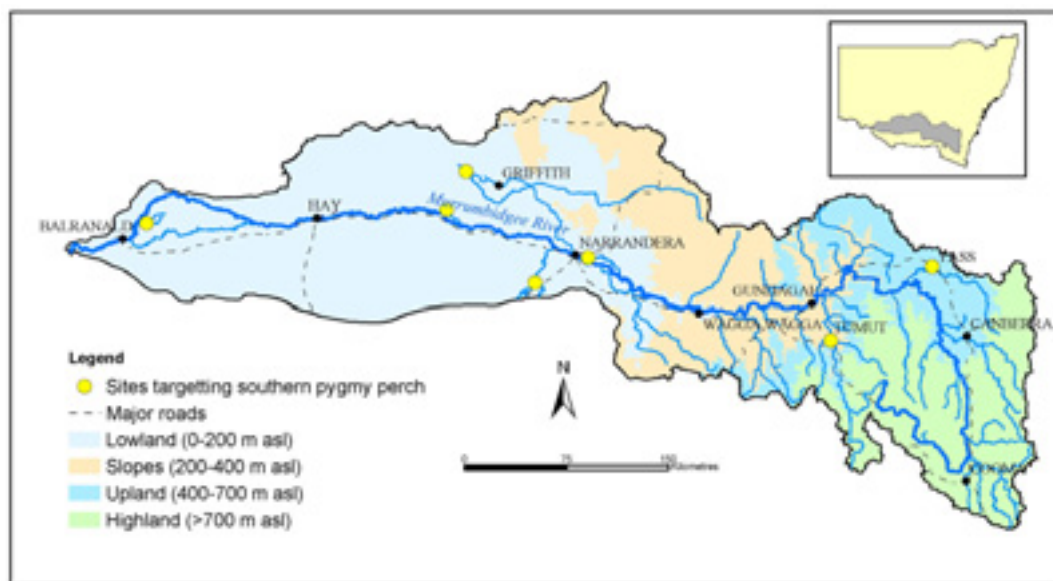 GRIFFITH
Murrumbidgee River
HAY
BALRANALD
NARRANDERA
YASS
GUNDAGAI
CANBERRA
WAGGA WAGGA
TUMUT
COOMA
Legend
Sites targetting southern pygmy perch
Major roads
Lowland (0-200 m asl)
Slopes (200-400 m asl)
Upland (400-700 m asl)
Highland (>700 m asl)
N
0 75 150
Kilometres